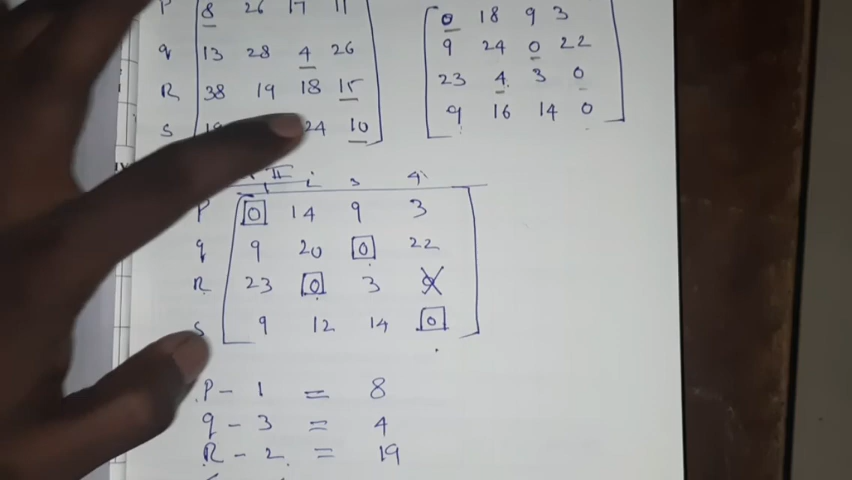 P 8 26 17 11
q 13 28 4 26
R 38 19 18 15
S 24 10
0 18 9 3
9 24 0 22
23 4 3 0
9 16 14 0
II
P 0 14 9 3
q 9 20 0 22
R 23 0 3 0
S 9 12 14 0
P - 1 = 8
q - 3 = 4
R - 2 = 19